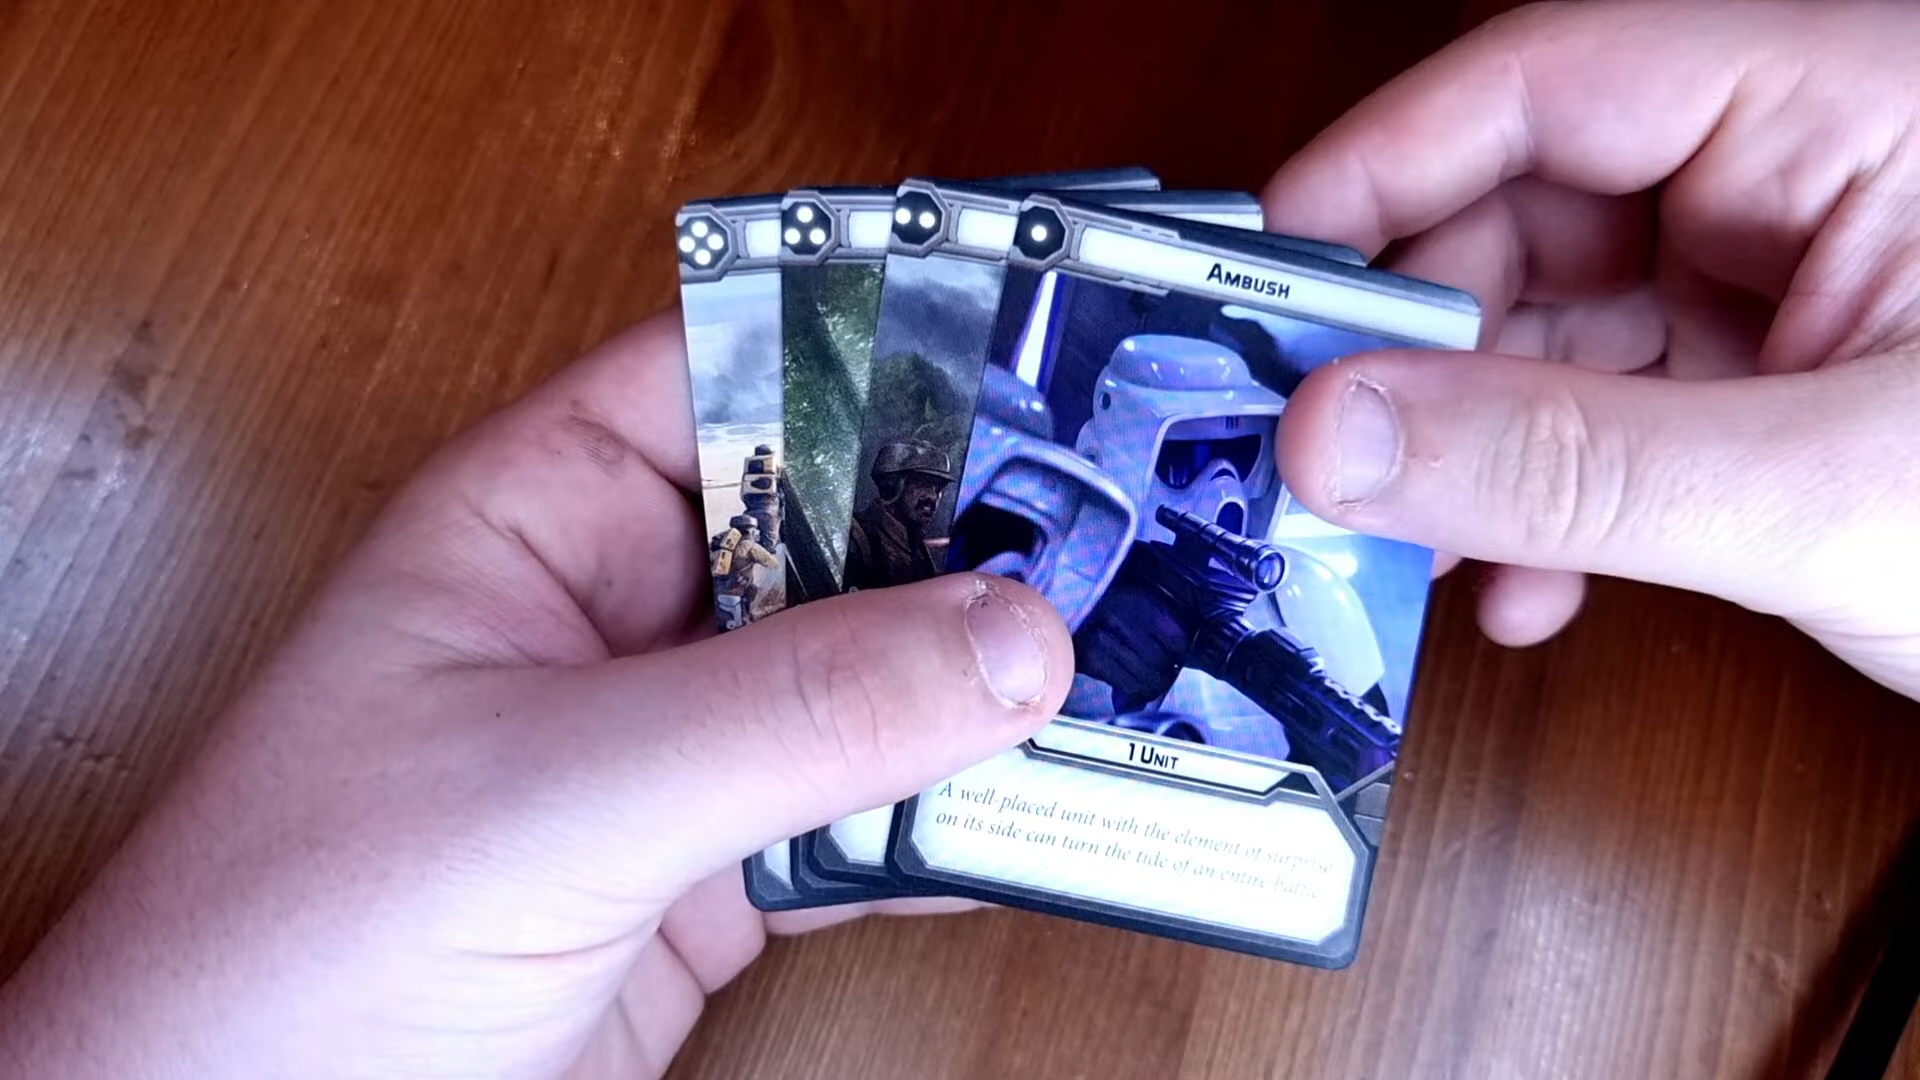 AMBUSH
1 UNIT
A well-placed unit with the element of surprise
on its side can turn the tide of an entire battle.